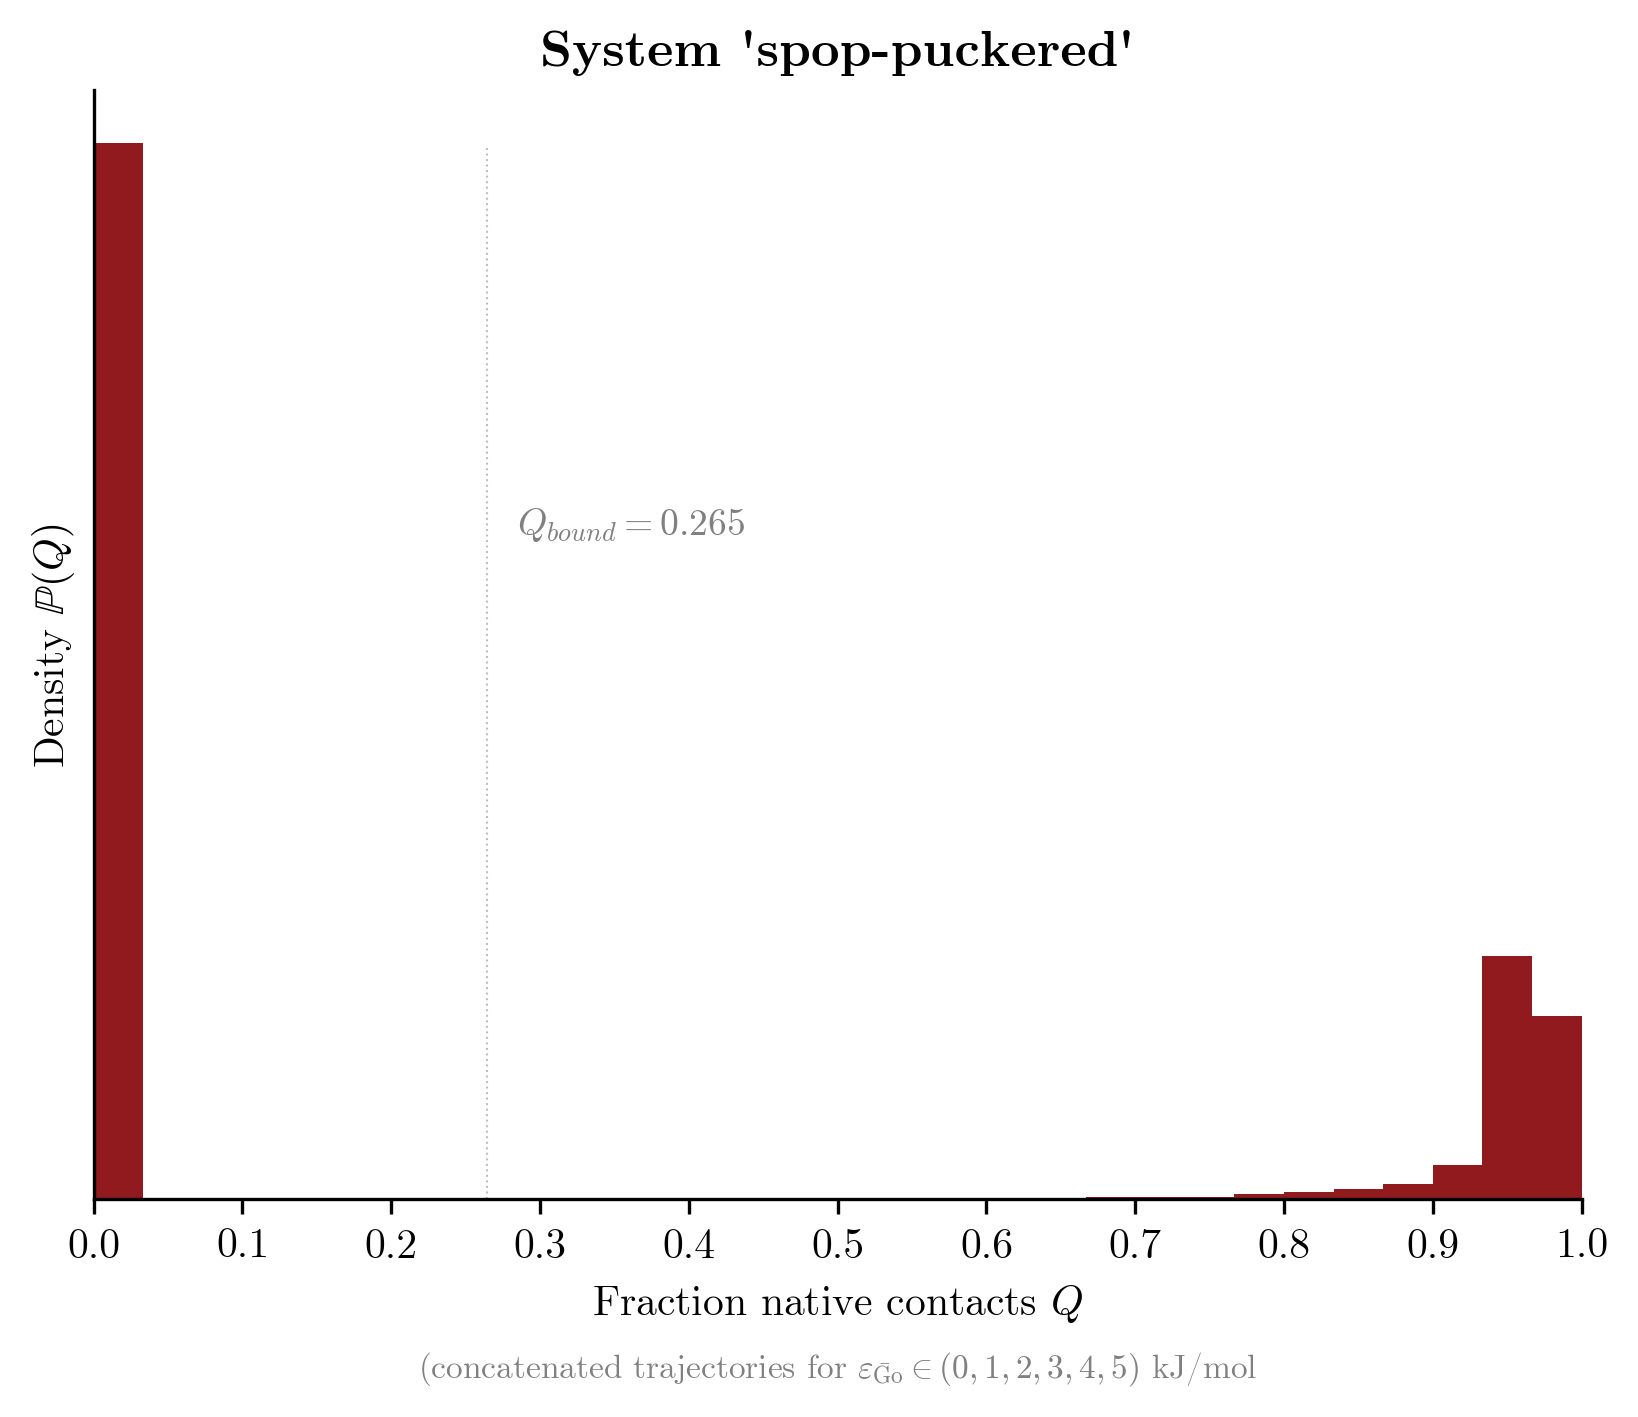 System 'spop-puckered'
Density ℙ(Q)
Q_bound = 0.265
0.0 0.1 0.2 0.3 0.4 0.5 0.6 0.7 0.8 0.9 1.0
Fraction native contacts Q
(concatenated trajectories for ε_Ḡo ∈ (0, 1, 2, 3, 4, 5) kJ/mol